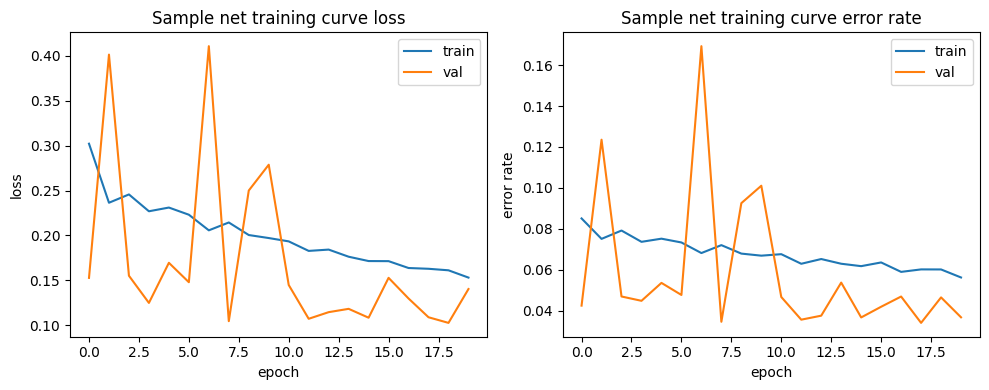 Sample net training curve loss
train
val
0.40
0.35
0.30
0.25
0.20
0.15
0.10
loss
0.0 2.5 5.0 7.5 10.0 12.5 15.0 17.5
epoch
Sample net training curve error rate
train
val
0.16
0.14
0.12
0.10
0.08
0.06
0.04
error rate
0.0 2.5 5.0 7.5 10.0 12.5 15.0 17.5
epoch